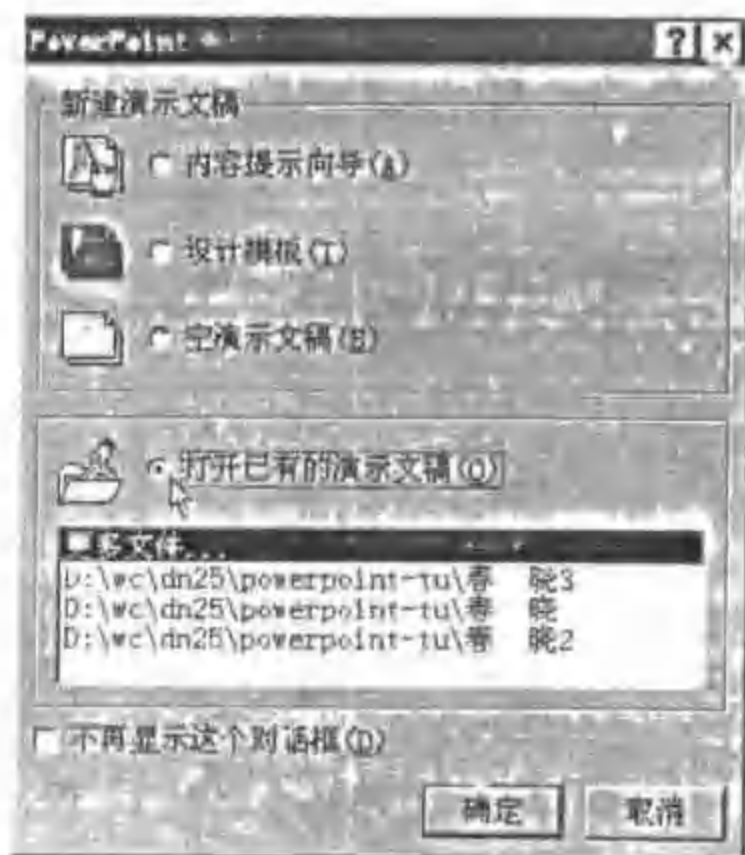 PowerPoint
新建演示文稿
内容提示向导(A)
设计模板(T)
空演示文稿(B)
打开已有的演示文稿(O)
更多文件...
D:\wc\dn25\powerpoint-tu\春 晓3
D:\wc\dn25\powerpoint-tu\春 晓
D:\wc\dn25\powerpoint-tu\春 晓2
不再显示这个对话框(D)
确定 取消